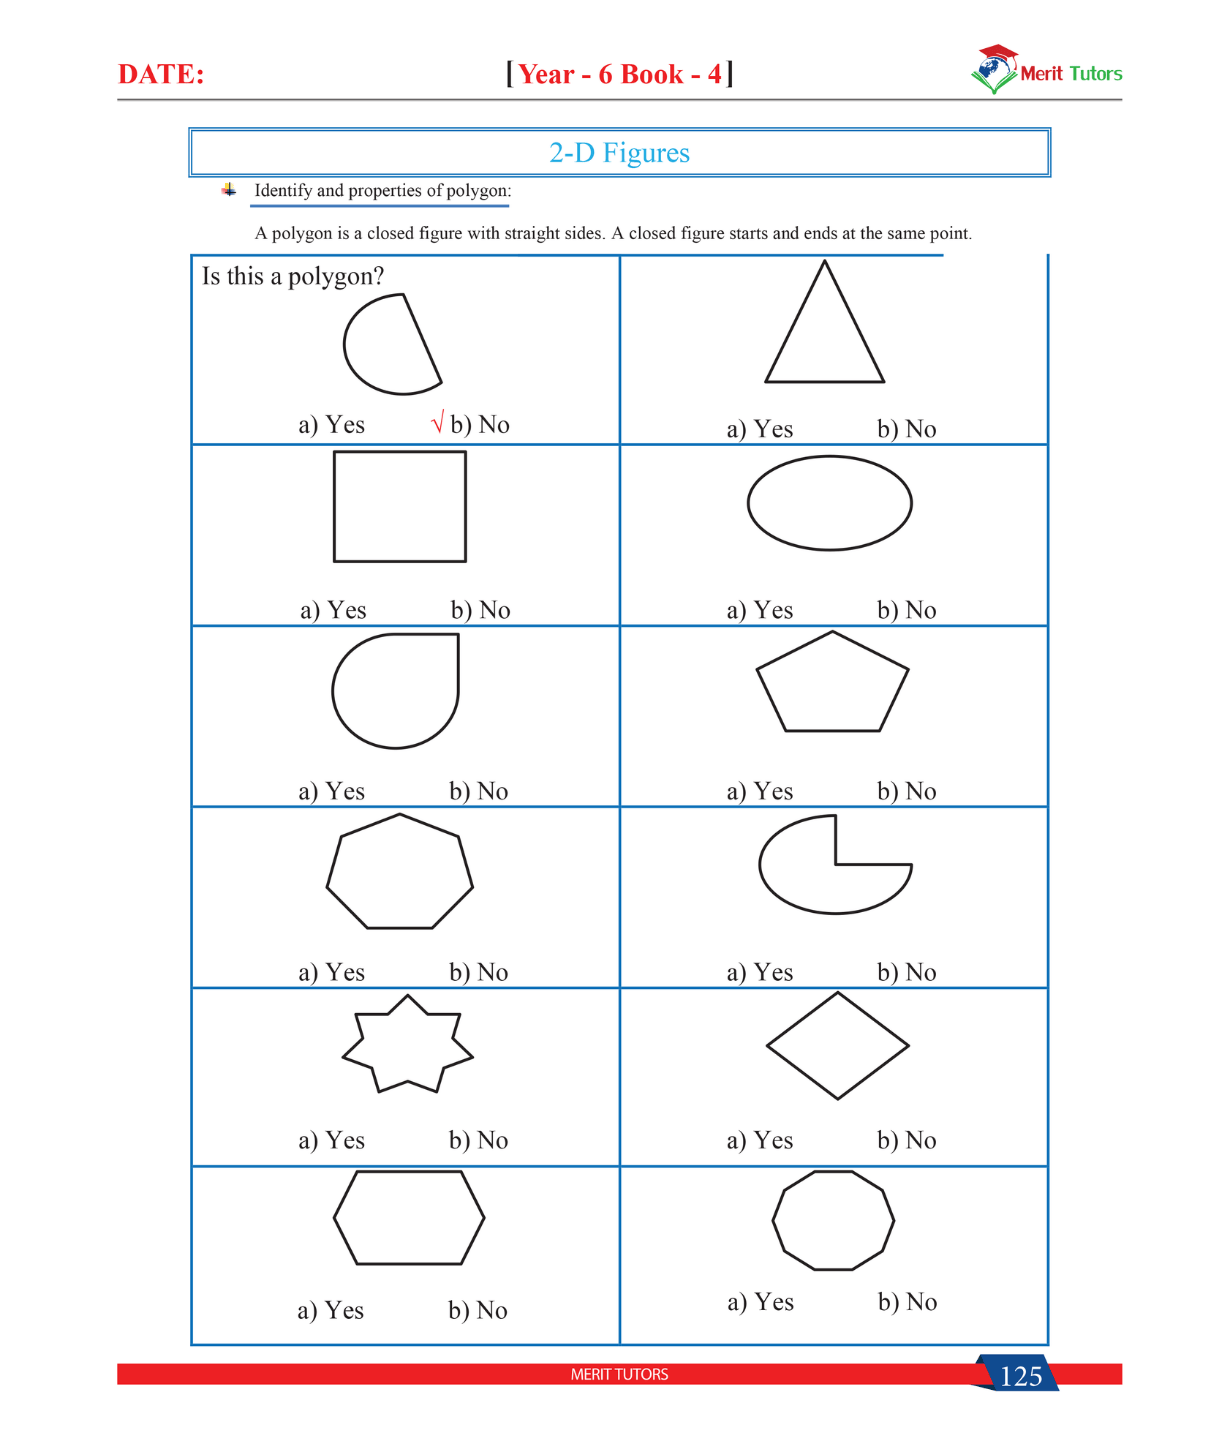 DATE:
[Year - 6 Book - 4]
Merit Tutors
2-D Figures
Identify and properties of polygon:
A polygon is a closed figure with straight sides. A closed figure starts and ends at the same point.
Is this a polygon?
a) Yes √ b) No
a) Yes b) No
a) Yes b) No
a) Yes b) No
a) Yes b) No
a) Yes b) No
a) Yes b) No
a) Yes b) No
a) Yes b) No
a) Yes b) No
a) Yes b) No
a) Yes b) No
MERIT TUTORS
125